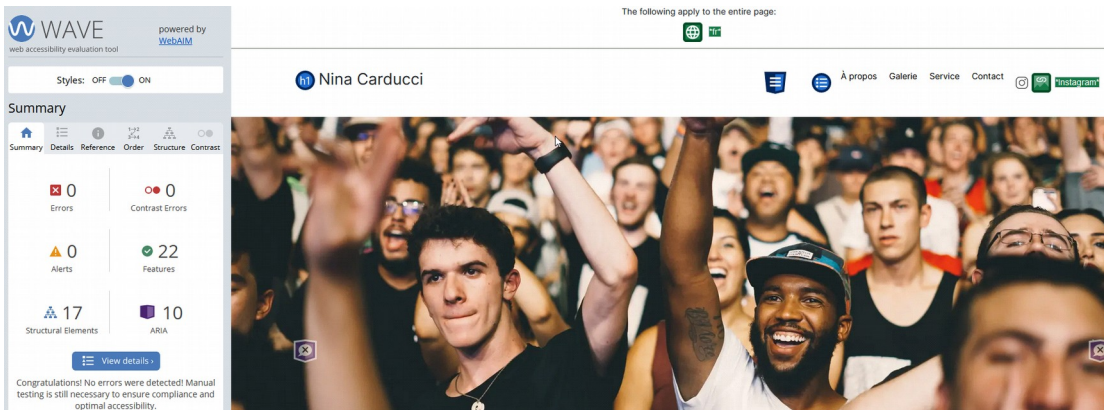 WAVE
web accessibility evaluation tool
powered by
WebAIM
Styles: OFF ON
Summary
Summary Details Reference Order Structure Contrast
0
Errors
0
Contrast Errors
0
Alerts
22
Features
17
Structural Elements
10
ARIA
View details ›
Congratulations! No errors were detected! Manual
testing is still necessary to ensure compliance and
optimal accessibility.
The following apply to the entire page:
*fr*
h1 Nina Carducci
À propos Galerie Service Contact *Instagram*